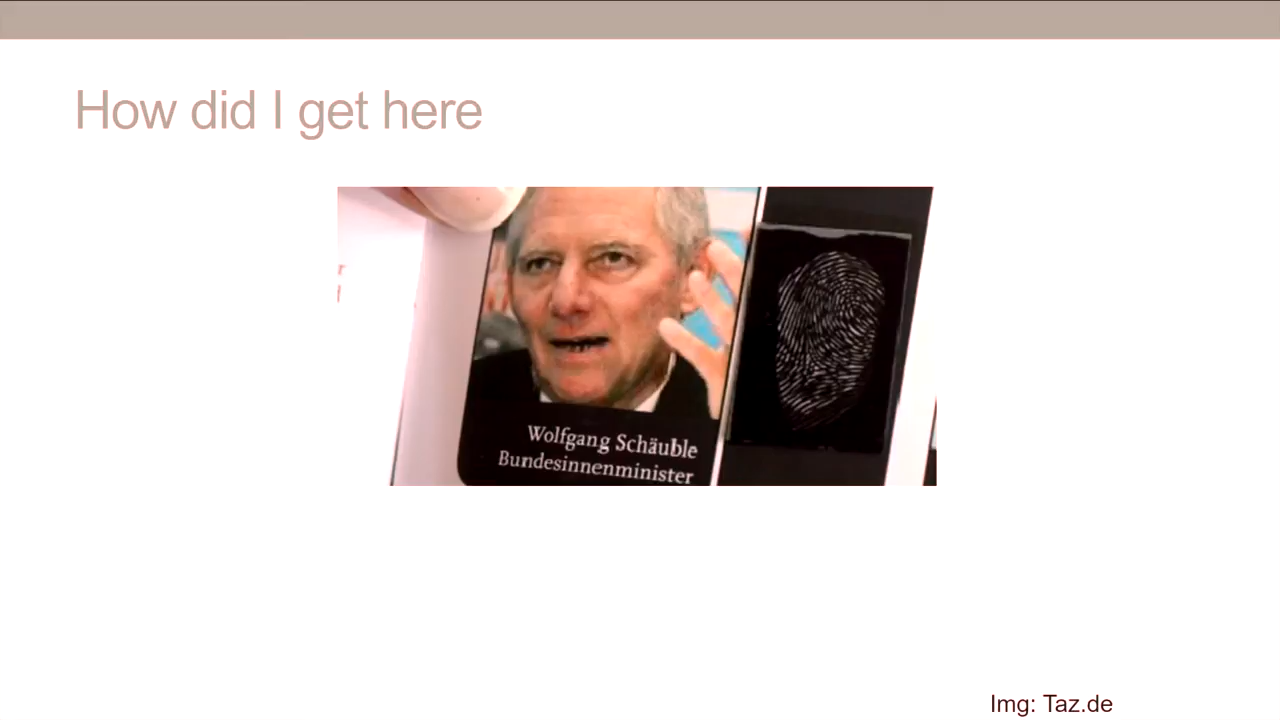 How did I get here
Wolfgang Schäuble
Bundesinnenminister
Img: Taz.de